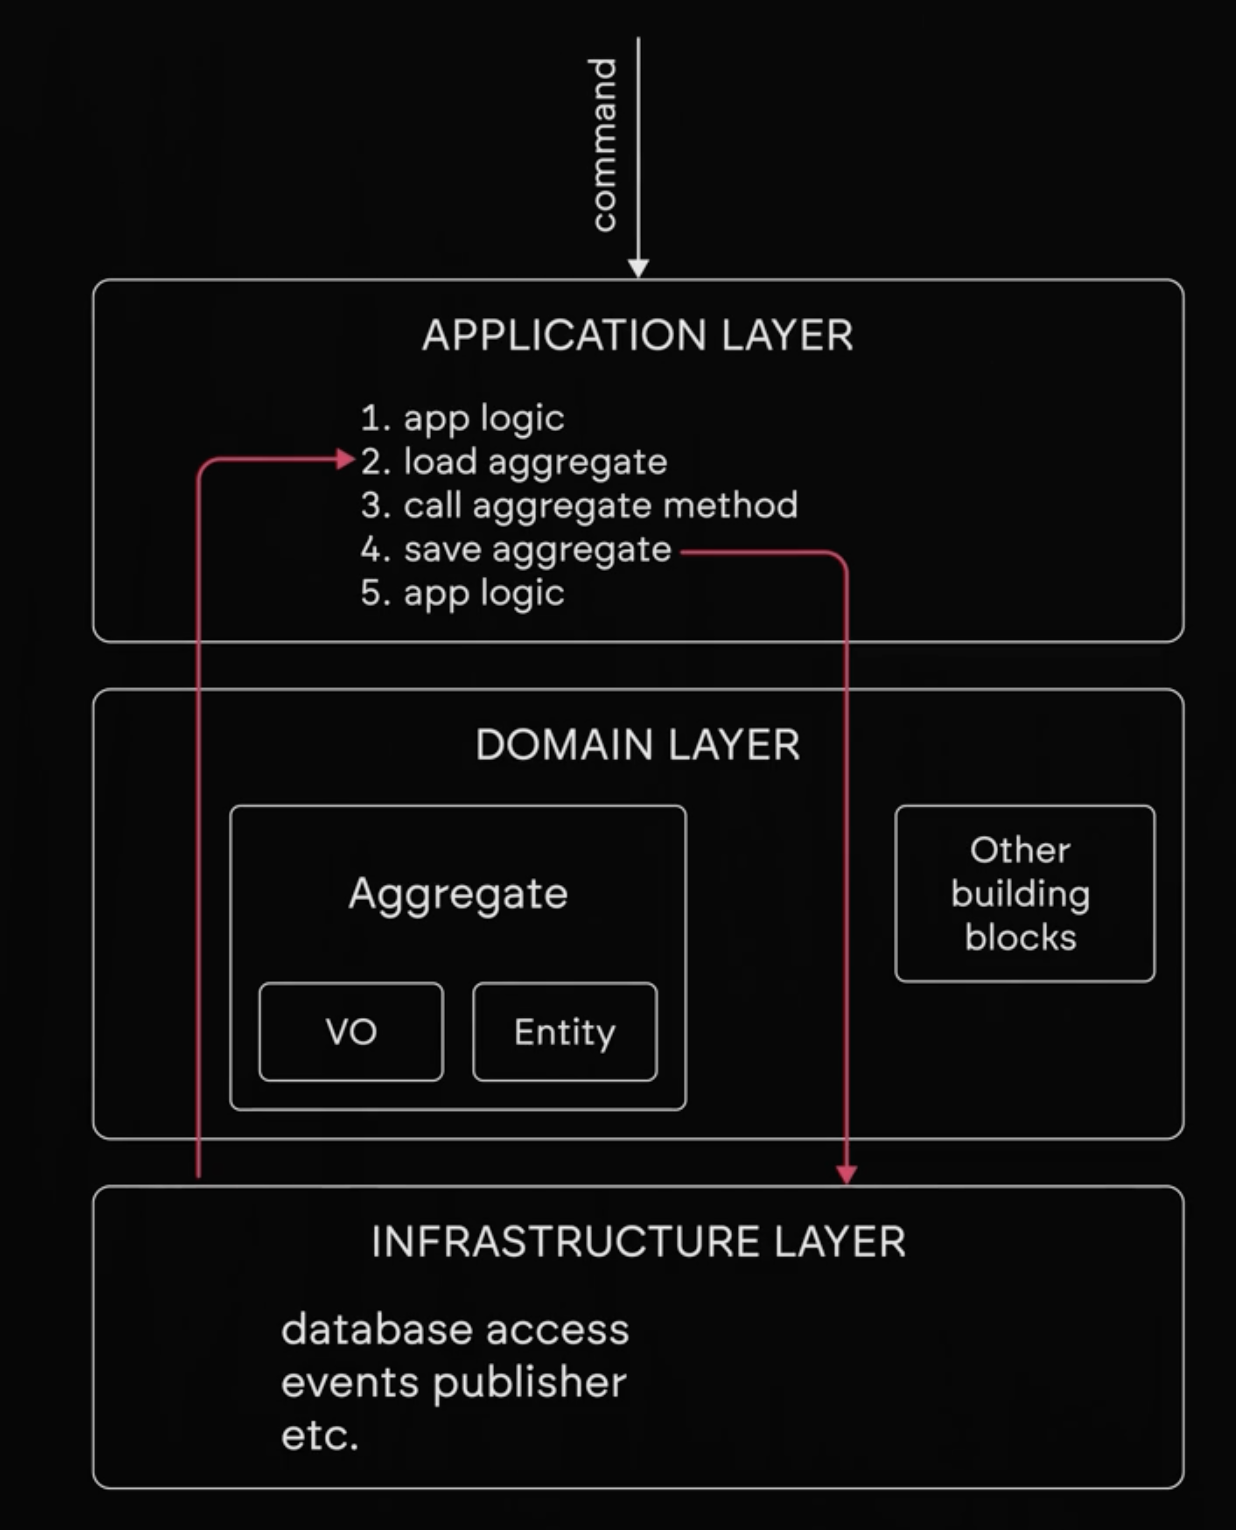 command
APPLICATION LAYER
1. app logic
2. load aggregate
3. call aggregate method
4. save aggregate
5. app logic
DOMAIN LAYER
Aggregate
VO
Entity
Other
building
blocks
INFRASTRUCTURE LAYER
database access
events publisher
etc.